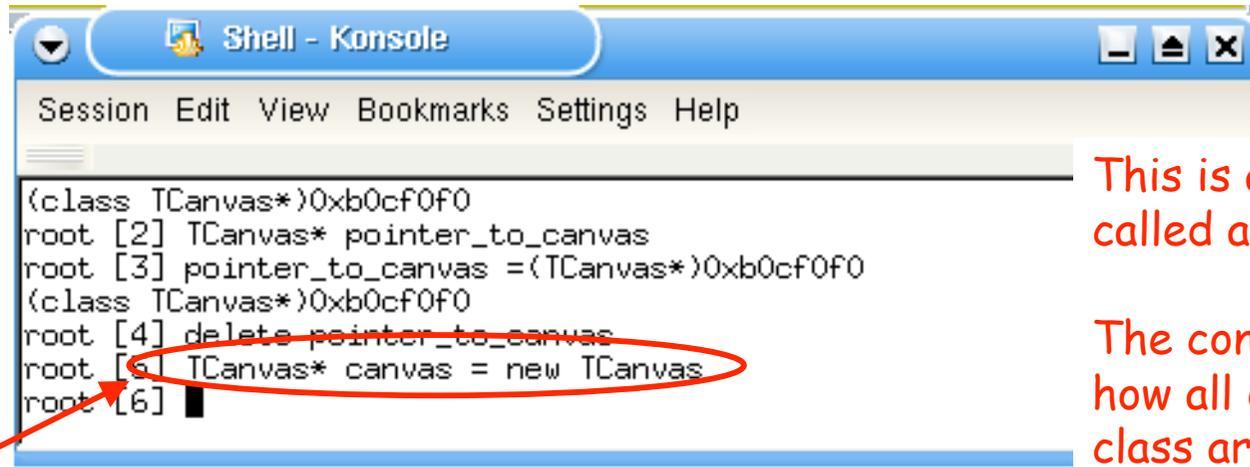 Shell - Konsole
Session Edit View Bookmarks Settings Help
(class TCanvas*)0xb0cf0f0
root [2] TCanvas* pointer_to_canvas
root [3] pointer_to_canvas =(TCanvas*)0xb0cf0f0
(class TCanvas*)0xb0cf0f0
root [4] delete pointer_to_canvas
root [5] TCanvas* canvas = new TCanvas
root [6]
This is
called a
The
how all
class